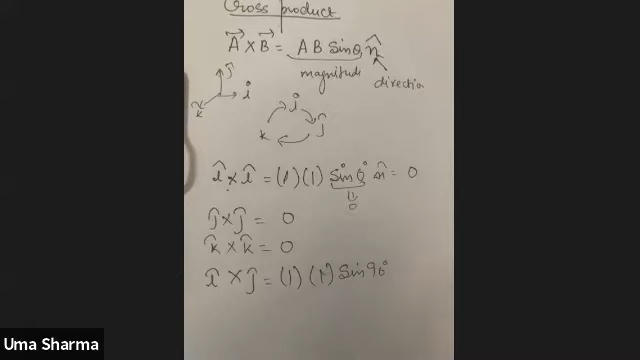 Cross product
A × B = A B Sinθ n̂
magnitude
direction
ĵ
î
k̂
i
k
ĵ
î × î = (1)(1) Sin0° n̂ = 0
0
ĵ × ĵ = 0
k̂ × k̂ = 0
î × ĵ = (1)(1) Sin90°
Uma Sharma